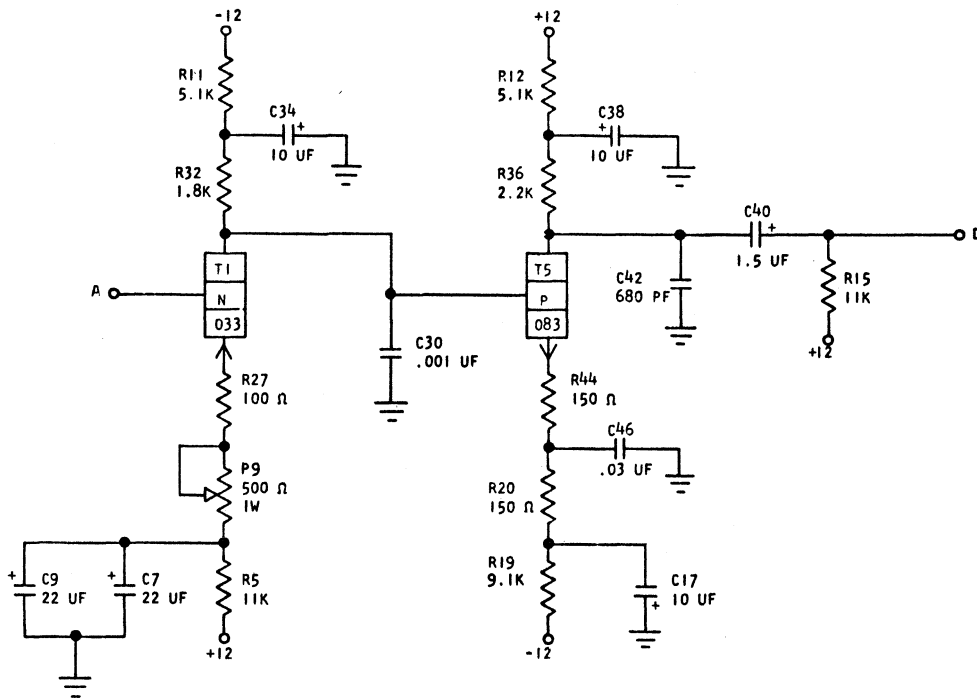 -12
+12
R11
5.1K
R12
5.1K
C34
+
10 UF
C38
+
10 UF
R32
1.8K
R36
2.2K
C40
+
1.5 UF
D
T1
N
033
A
T5
P
083
C42
680 PF
R15
11K
+12
C30
.001 UF
R27
100 Ω
R44
150 Ω
C46
.03 UF
P9
500 Ω
1W
R20
150 Ω
+
C9
22 UF
+
C7
22 UF
R5
11K
R19
9.1K
C17
10 UF
+
+12
-12